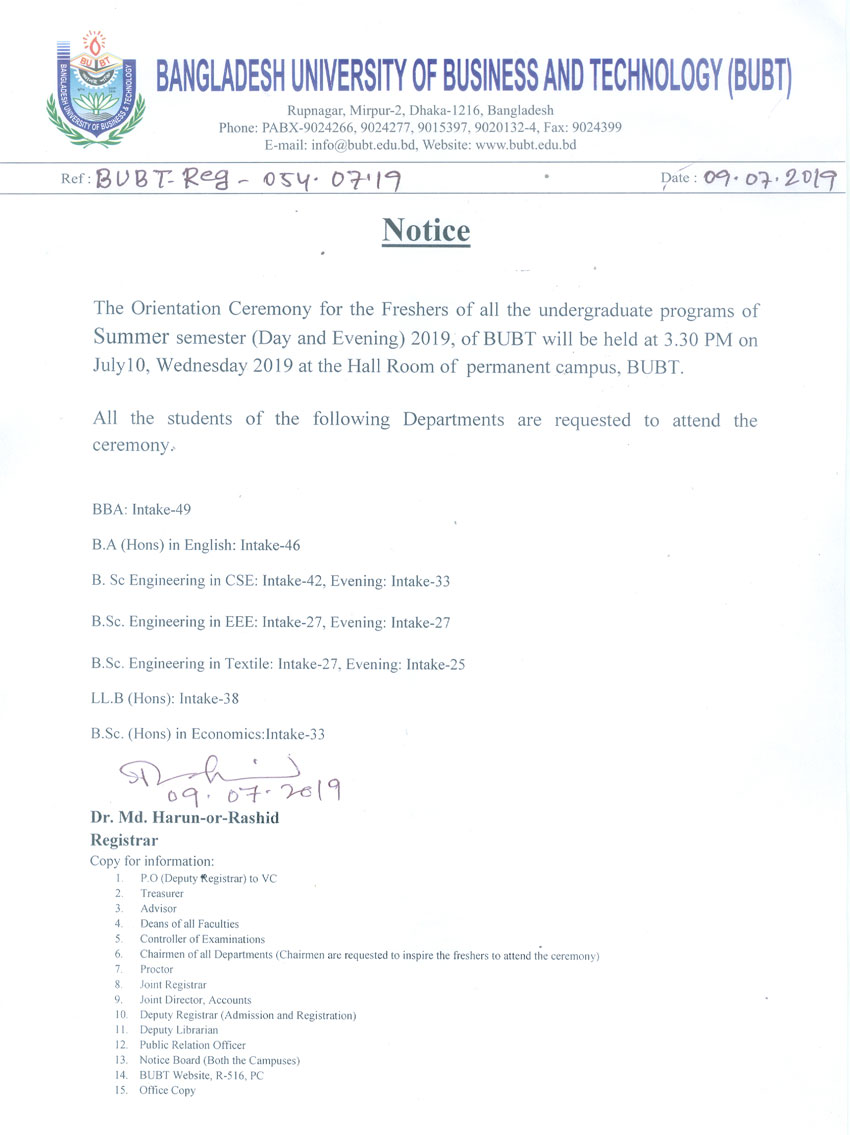 BUBT
BANGLADESH UNIVERSITY OF BUSINESS & TECHNOLOGY
BANGLADESH UNIVERSITY OF BUSINESS AND TECHNOLOGY (BUBT)
Rupnagar, Mirpur-2, Dhaka-1216, Bangladesh
Phone: PABX-9024266, 9024277, 9015397, 9020132-4, Fax: 9024399
E-mail: info@bubt.edu.bd, Website: www.bubt.edu.bd
Ref: BUBT-Reg-054.07.19 Date: 09.07.2019
Notice
The Orientation Ceremony for the Freshers of all the undergraduate programs of
Summer semester (Day and Evening) 2019, of BUBT will be held at 3.30 PM on
July10, Wednesday 2019 at the Hall Room of permanent campus, BUBT.
All the students of the following Departments are requested to attend the
ceremony.
BBA: Intake-49
B.A (Hons) in English: Intake-46
B. Sc Engineering in CSE: Intake-42, Evening: Intake-33
B.Sc. Engineering in EEE: Intake-27, Evening: Intake-27
B.Sc. Engineering in Textile: Intake-27, Evening: Intake-25
LL.B (Hons): Intake-38
B.Sc. (Hons) in Economics:Intake-33
09.07.2019
Dr. Md. Harun-or-Rashid
Registrar
Copy for information:
1. P.O (Deputy Registrar) to VC
2. Treasurer
3. Advisor
4. Deans of all Faculties
5. Controller of Examinations
6. Chairmen of all Departments (Chairmen are requested to inspire the freshers to attend the ceremony)
7. Proctor
8. Joint Registrar
9. Joint Director, Accounts
10. Deputy Registrar (Admission and Registration)
11. Deputy Librarian
12. Public Relation Officer
13. Notice Board (Both the Campuses)
14. BUBT Website, R-516, PC
15. Office Copy